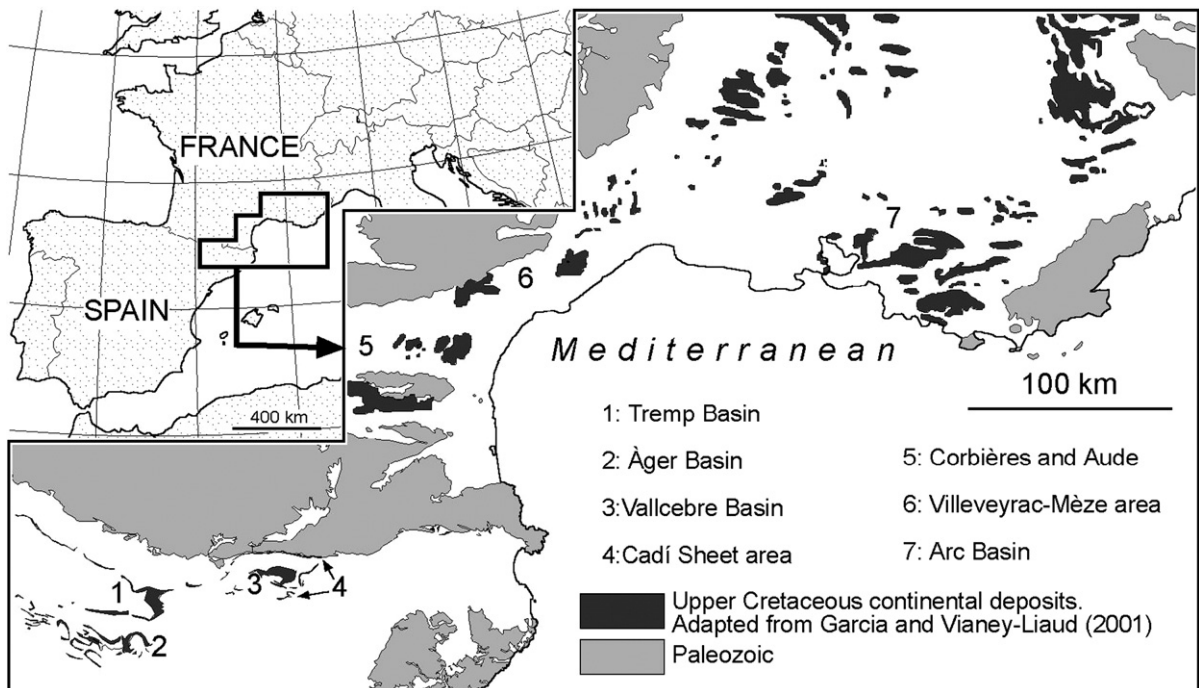 FRANCE
SPAIN
400 km
1
2
3
4
5
6
7
Mediterranean
100 km
1: Tremp Basin
2: Àger Basin
3:Vallcebre Basin
4:Cadí Sheet area
5: Corbières and Aude
6: Villeveyrac-Mèze area
7: Arc Basin
Upper Cretaceous continental deposits.
Adapted from Garcia and Vianey-Liaud (2001)
Paleozoic